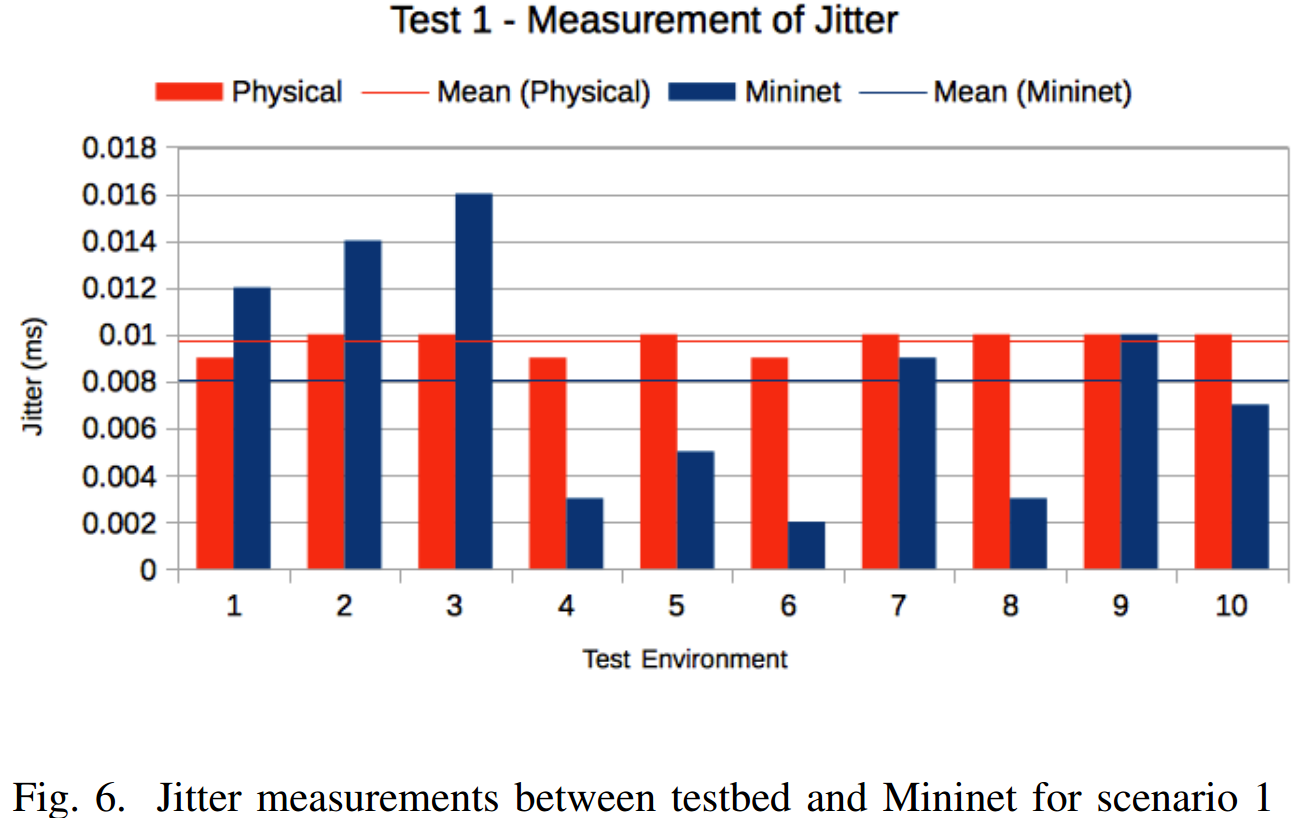 Test 1 - Measurement of Jitter
Physical Mean (Physical) Mininet Mean (Mininet)
0.018
0.016
0.014
0.012
0.01
0.008
0.006
0.004
0.002
0
Jitter (ms)
1 2 3 4 5 6 7 8 9 10
Test Environment
Fig. 6. Jitter measurements between testbed and Mininet for scenario 1